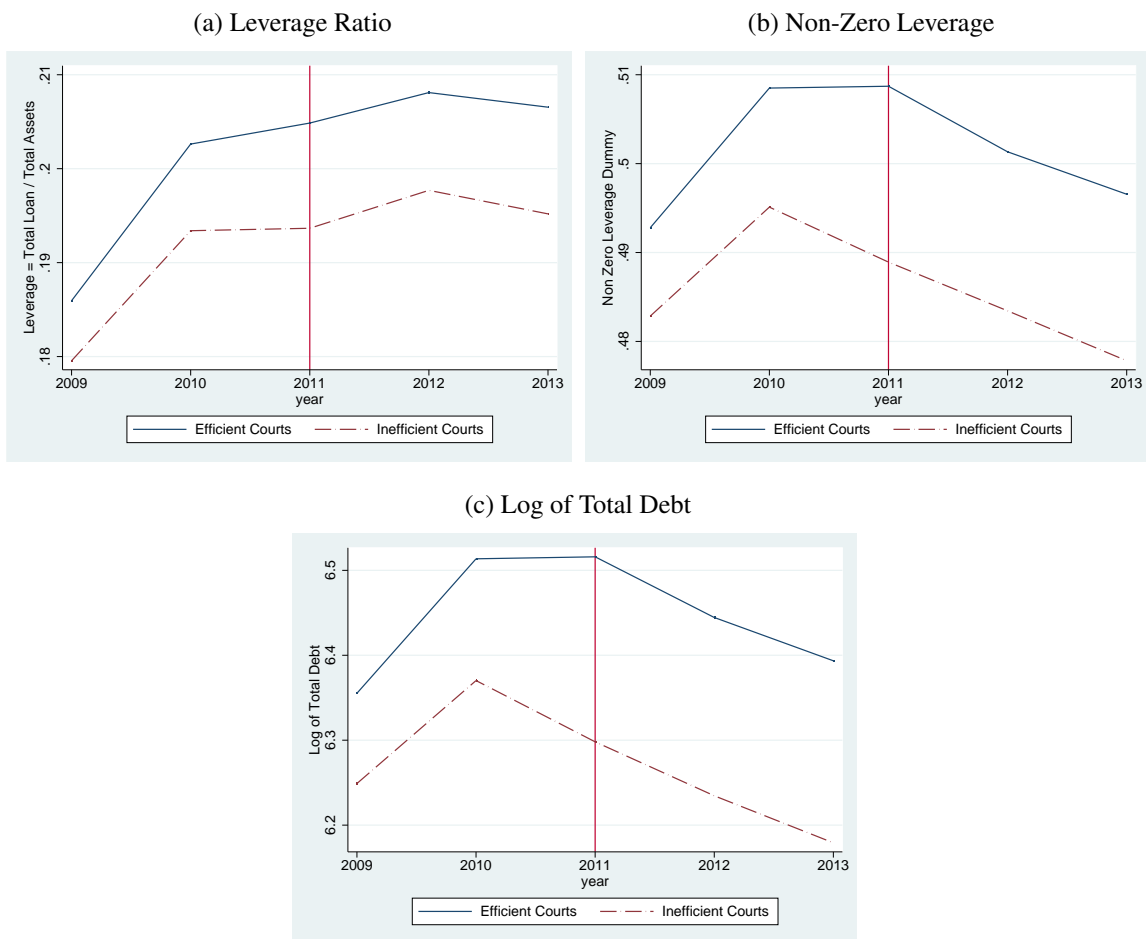 (a) Leverage Ratio
Leverage = Total Loan / Total Assets
.21
.2
.19
.18
2009 2010 2011 2012 2013
year
Efficient Courts Inefficient Courts
(b) Non-Zero Leverage
Non Zero Leverage Dummy
.51
.5
.49
.48
2009 2010 2011 2012 2013
year
Efficient Courts Inefficient Courts
(c) Log of Total Debt
Log of Total Debt
6.5
6.4
6.3
6.2
2009 2010 2011 2012 2013
year
Efficient Courts Inefficient Courts